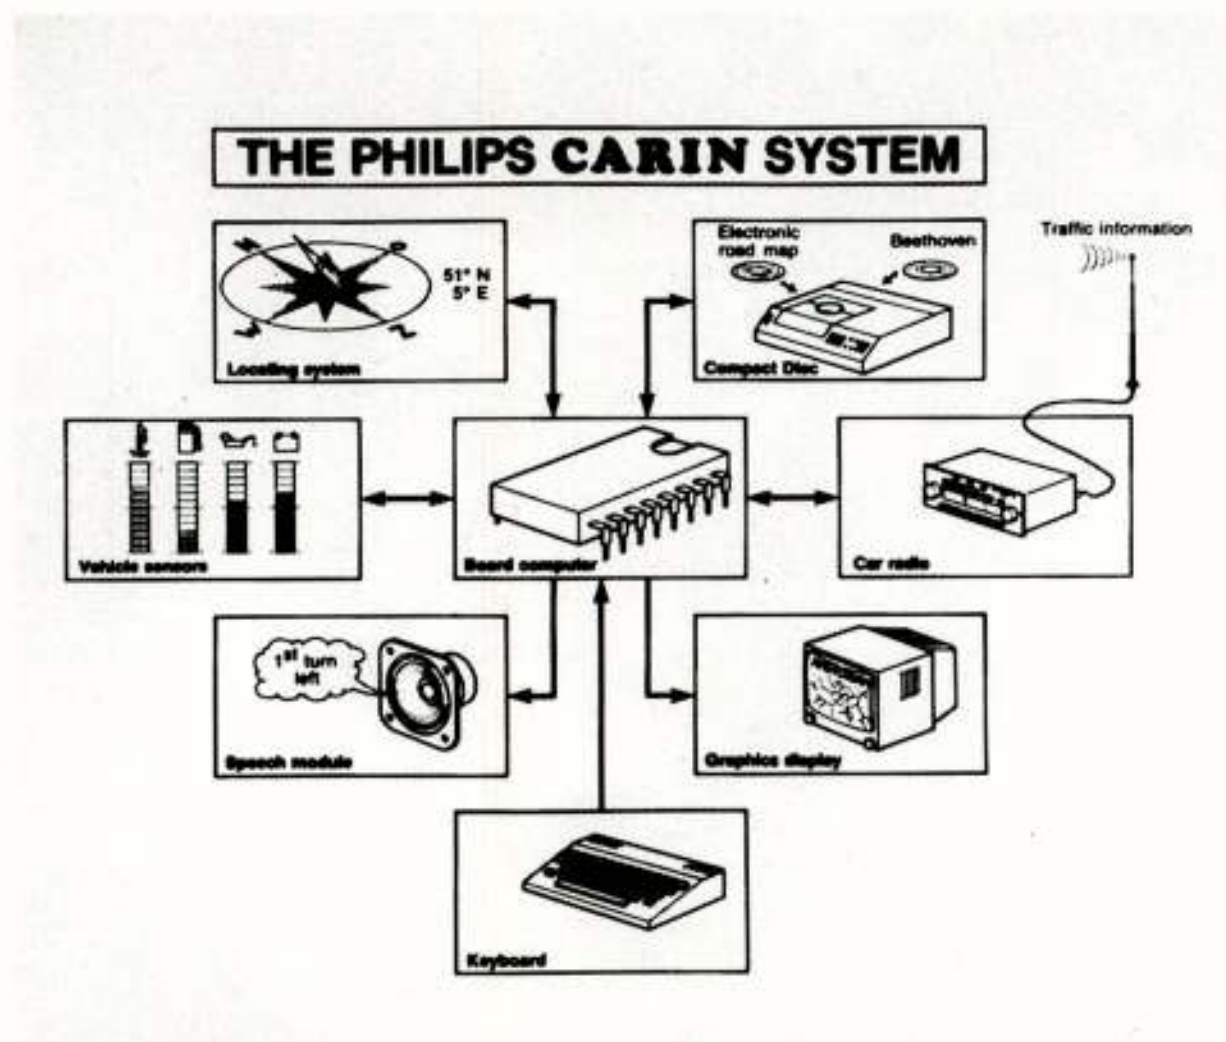 THE PHILIPS CARIN SYSTEM
51° N
5° E
Locating system
Electronic
road map
Beethoven
Compact Disc
Traffic information
Vehicle sensors
Board computer
Car radio
1st turn
left
Speech module
Graphics display
Keyboard